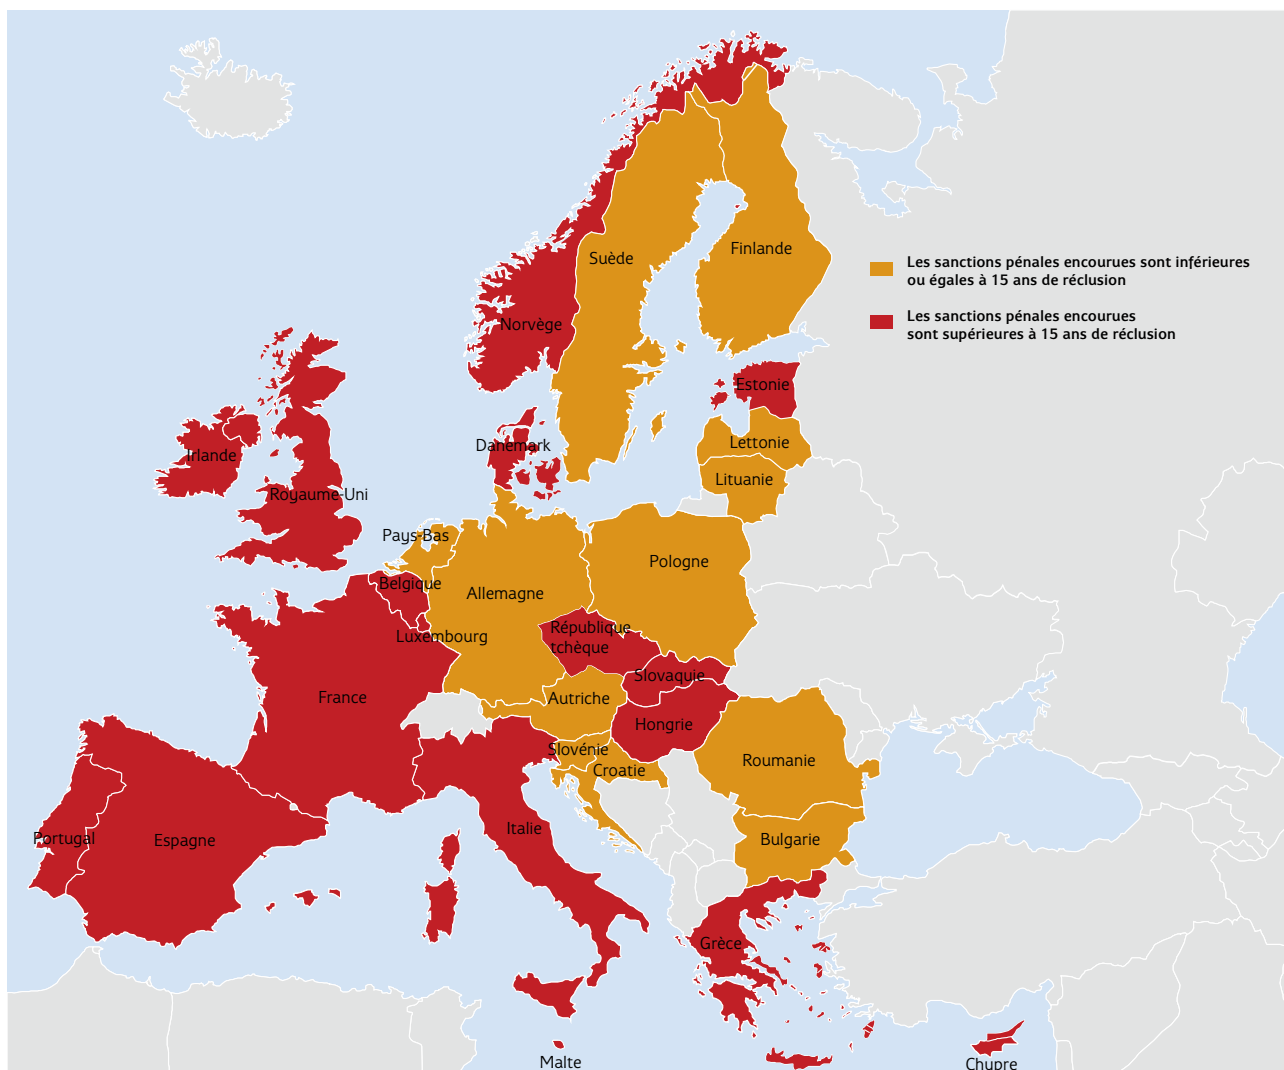 Suède
Finlande
Les sanctions pénales encourues sont inférieures
ou égales à 15 ans de réclusion
Norvège
Les sanctions pénales encourues
sont supérieures à 15 ans de réclusion
Estonie
Danemark
Lettonie
Irlande
Lituanie
Royaume-Uni
Pays-Bas
Pologne
Belgique
Allemagne
République
tchèque
Luxembourg
Slovaquie
France
Autriche
Hongrie
Slovénie
Roumanie
Croatie
Italie
Portugal
Espagne
Bulgarie
Grèce
Malte
Chypre